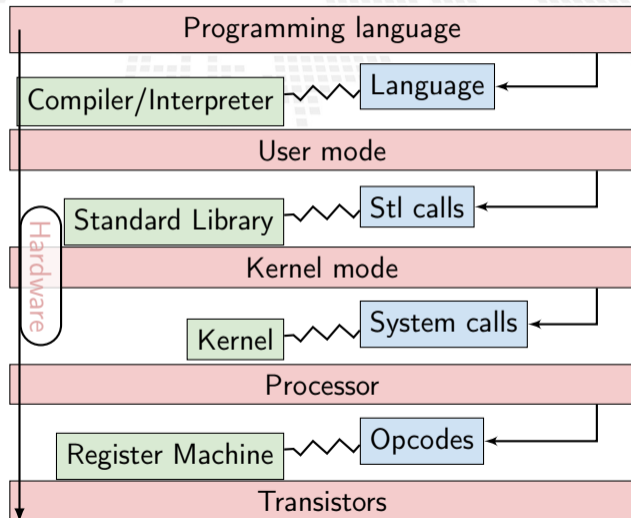 Programming language
Language
Compiler/Interpreter
User mode
Stl calls
Standard Library
Hardware
Kernel mode
System calls
Kernel
Processor
Opcodes
Register Machine
Transistors